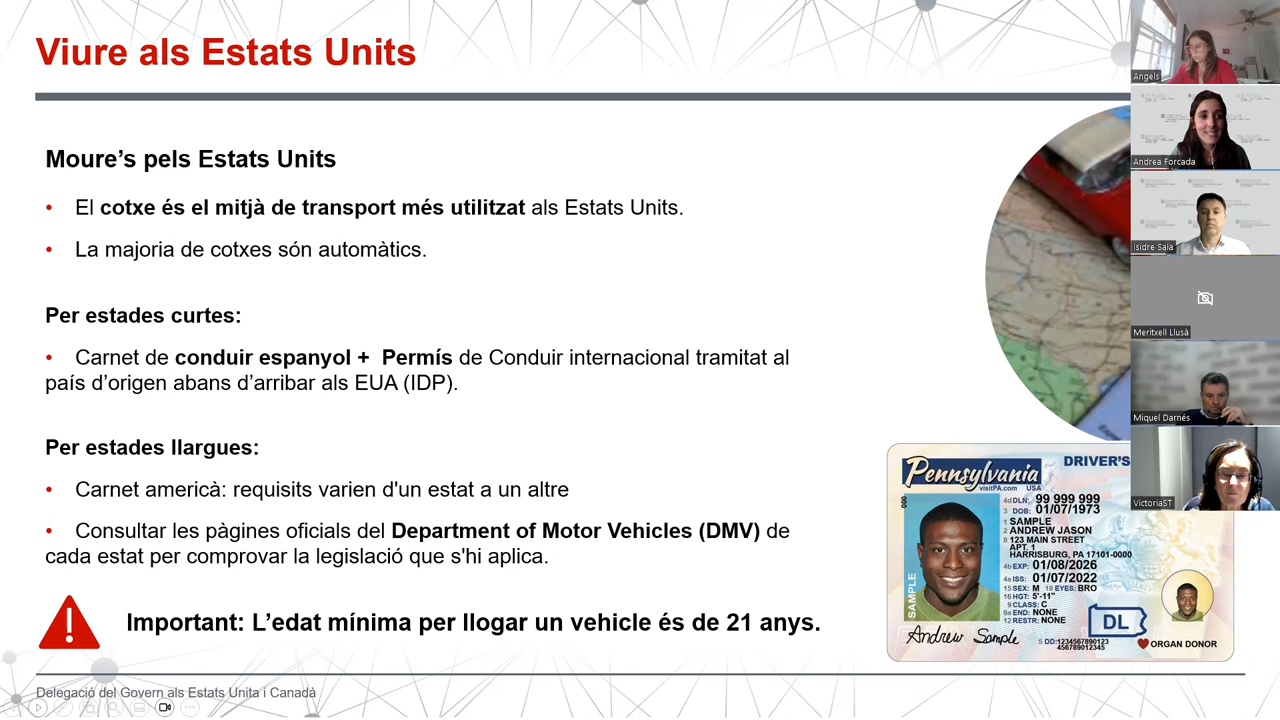 Viure als Estats Units
Moure’s pels Estats Units
• El cotxe és el mitjà de transport més utilitzat als Estats Units.
• La majoria de cotxes són automàtics.
Per estades curtes:
• Carnet de conduir espanyol + Permís de Conduir internacional tramitat al
país d’origen abans d’arribar als EUA (IDP).
Per estades llargues:
• Carnet america: requisits varien d'un estat a un altre
• Consultar les pàgines oficials del Department of Motor Vehicles (DMV) de
cada estat per comprovar la legislació que s'hi aplica.
Important: L’edat mínima per llogar un vehicle és de 21 anys.
Delegació del Govern als Estats Units i Canadà
Pennsylvania
visitPA.com USA
DRIVER’S
000
SAMPLE
4d DLN: 99 999 999
3 DOB: 01/07/1973
1 SAMPLE
2 ANDREW JASON
8 123 MAIN STREET
APT. 1
HARRISBURG, PA 17101-0000
4b EXP: 01/08/2026
4a ISS: 01/07/2022
15 SEX: M 18 EYES: BRO
16 HGT: 5'-11"
9 CLASS: C
9a END: NONE
12 RESTR: NONE
DL
5 DD: 1234567890123
456789012345
ORGAN DONOR
Andrew Sample
Angels
Andrea Forcada
Isidre Sala
Meritxell Llusà
Miquel Darnés
VictoriaST